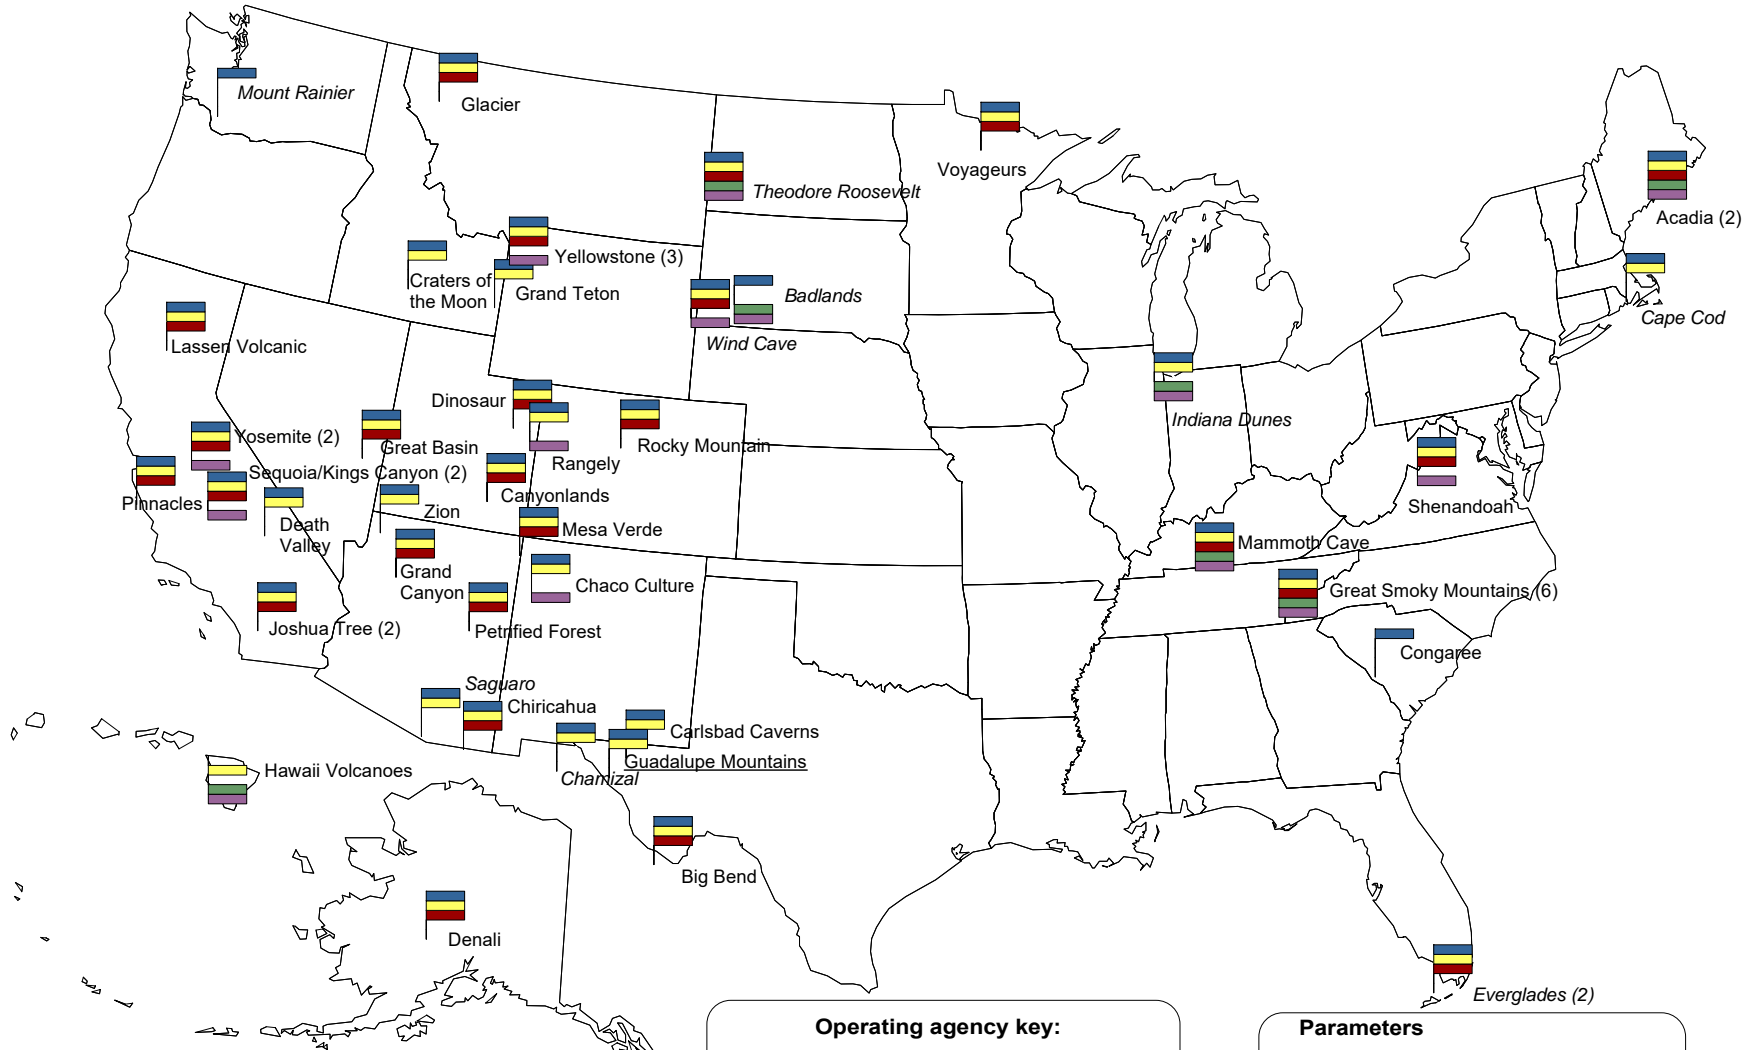 Mount Rainier
Glacier
Voyageurs
Theodore Roosevelt
Acadia (2)
Yellowstone (3)
Craters of
the Moon
Grand Teton
Badlands
Cape Cod
Lassen Volcanic
Wind Cave
Dinosaur
Indiana Dunes
Yosemite (2)
Great Basin
Rocky Mountain
Rangely
Sequoia/Kings Canyon (2)
Pinnacles
Canyonlands
Shenandoah
Zion
Death
Valley
Mesa Verde
Mammoth Cave
Grand
Canyon
Chaco Culture
Great Smoky Mountains (6)
Joshua Tree (2)
Petrified Forest
Congaree
Saguaro
Chiricahua
Carlsbad Caverns
Guadalupe Mountains
Chamizal
Hawaii Volcanoes
Big Bend
Denali
Everglades (2)
Operating agency key:
Parameters